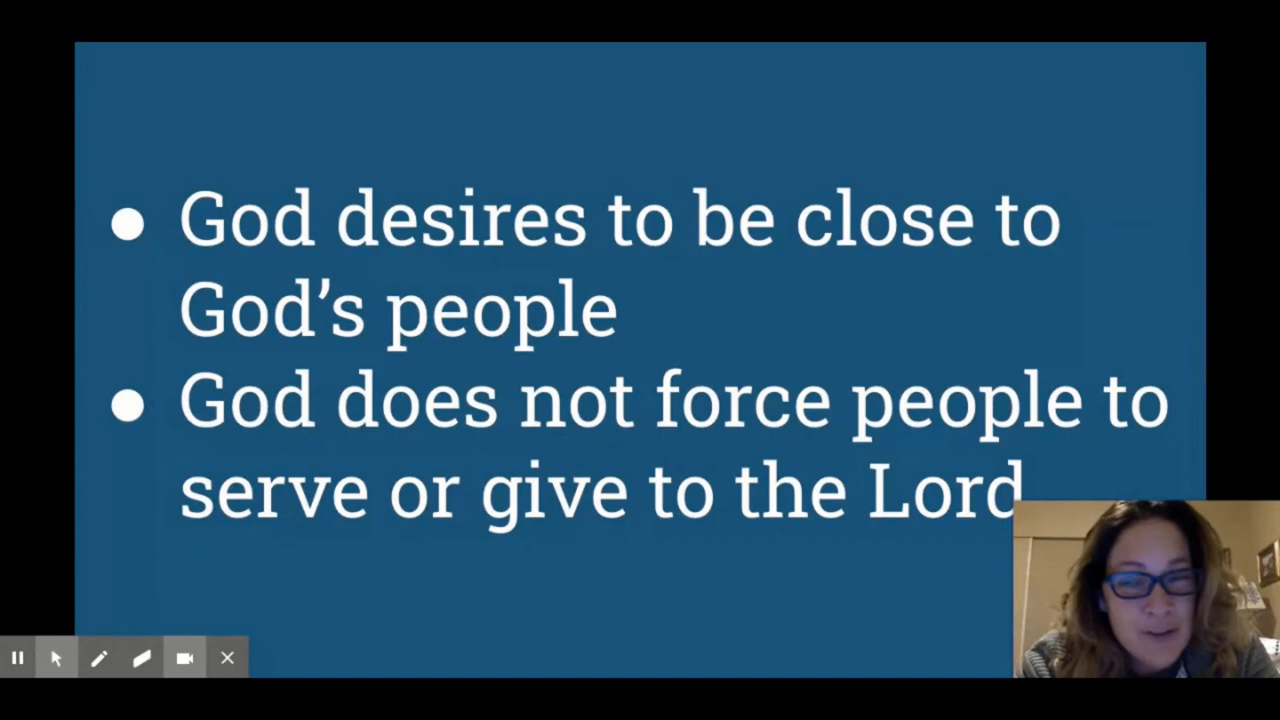 ● God desires to be close to
God’s people
● God does not force people to
serve or give to the Lord